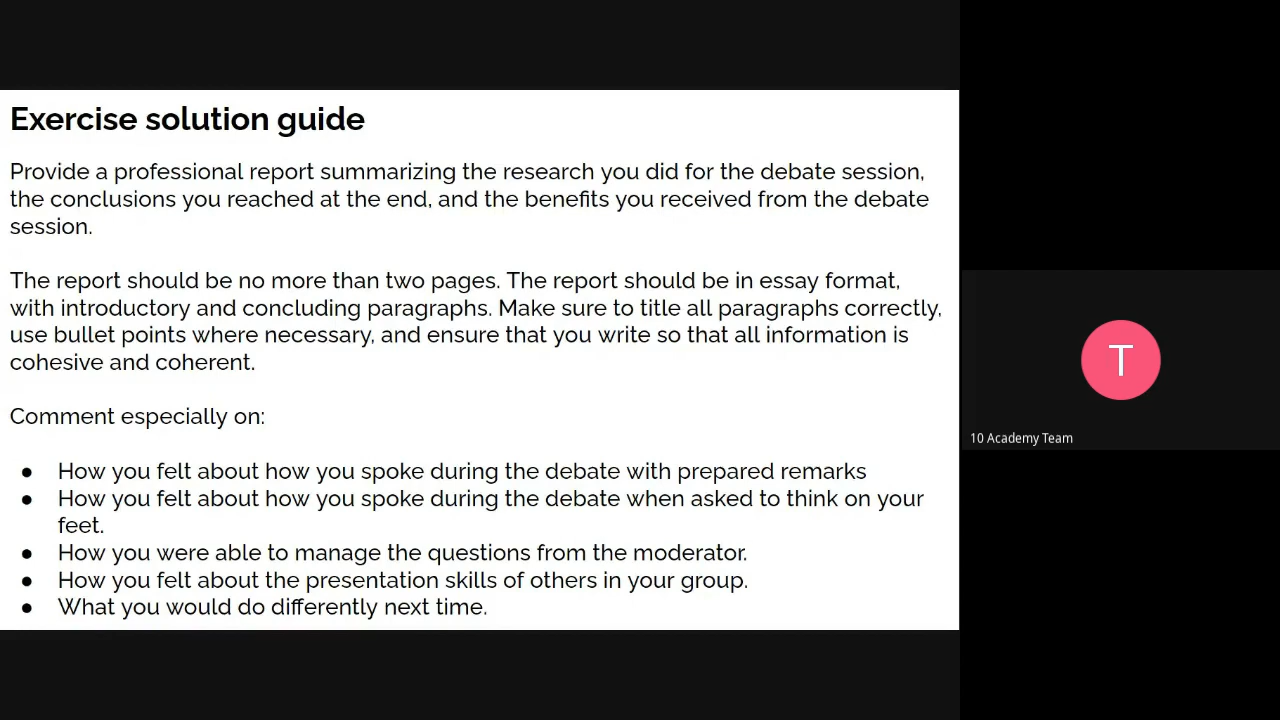 Exercise solution guide
Provide a professional report summarizing the research you did for the debate session,
the conclusions you reached at the end, and the benefits you received from the debate
session.
The report should be no more than two pages. The report should be in essay format,
with introductory and concluding paragraphs. Make sure to title all paragraphs correctly,
use bullet points where necessary, and ensure that you write so that all information is
cohesive and coherent.
Comment especially on:
● How you felt about how you spoke during the debate with prepared remarks
● How you felt about how you spoke during the debate when asked to think on your
feet.
● How you were able to manage the questions from the moderator.
● How you felt about the presentation skills of others in your group.
● What you would do differently next time.
T
10 Academy Team